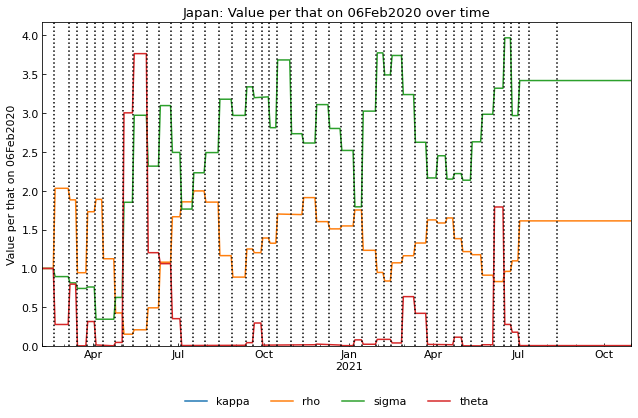 Japan: Value per that on 06Feb2020 over time
Value per that on 06Feb2020
4.0
3.5
3.0
2.5
2.0
1.5
1.0
0.5
0.0
Apr Jul Oct Jan Apr Jul Oct
2021
kappa rho sigma theta